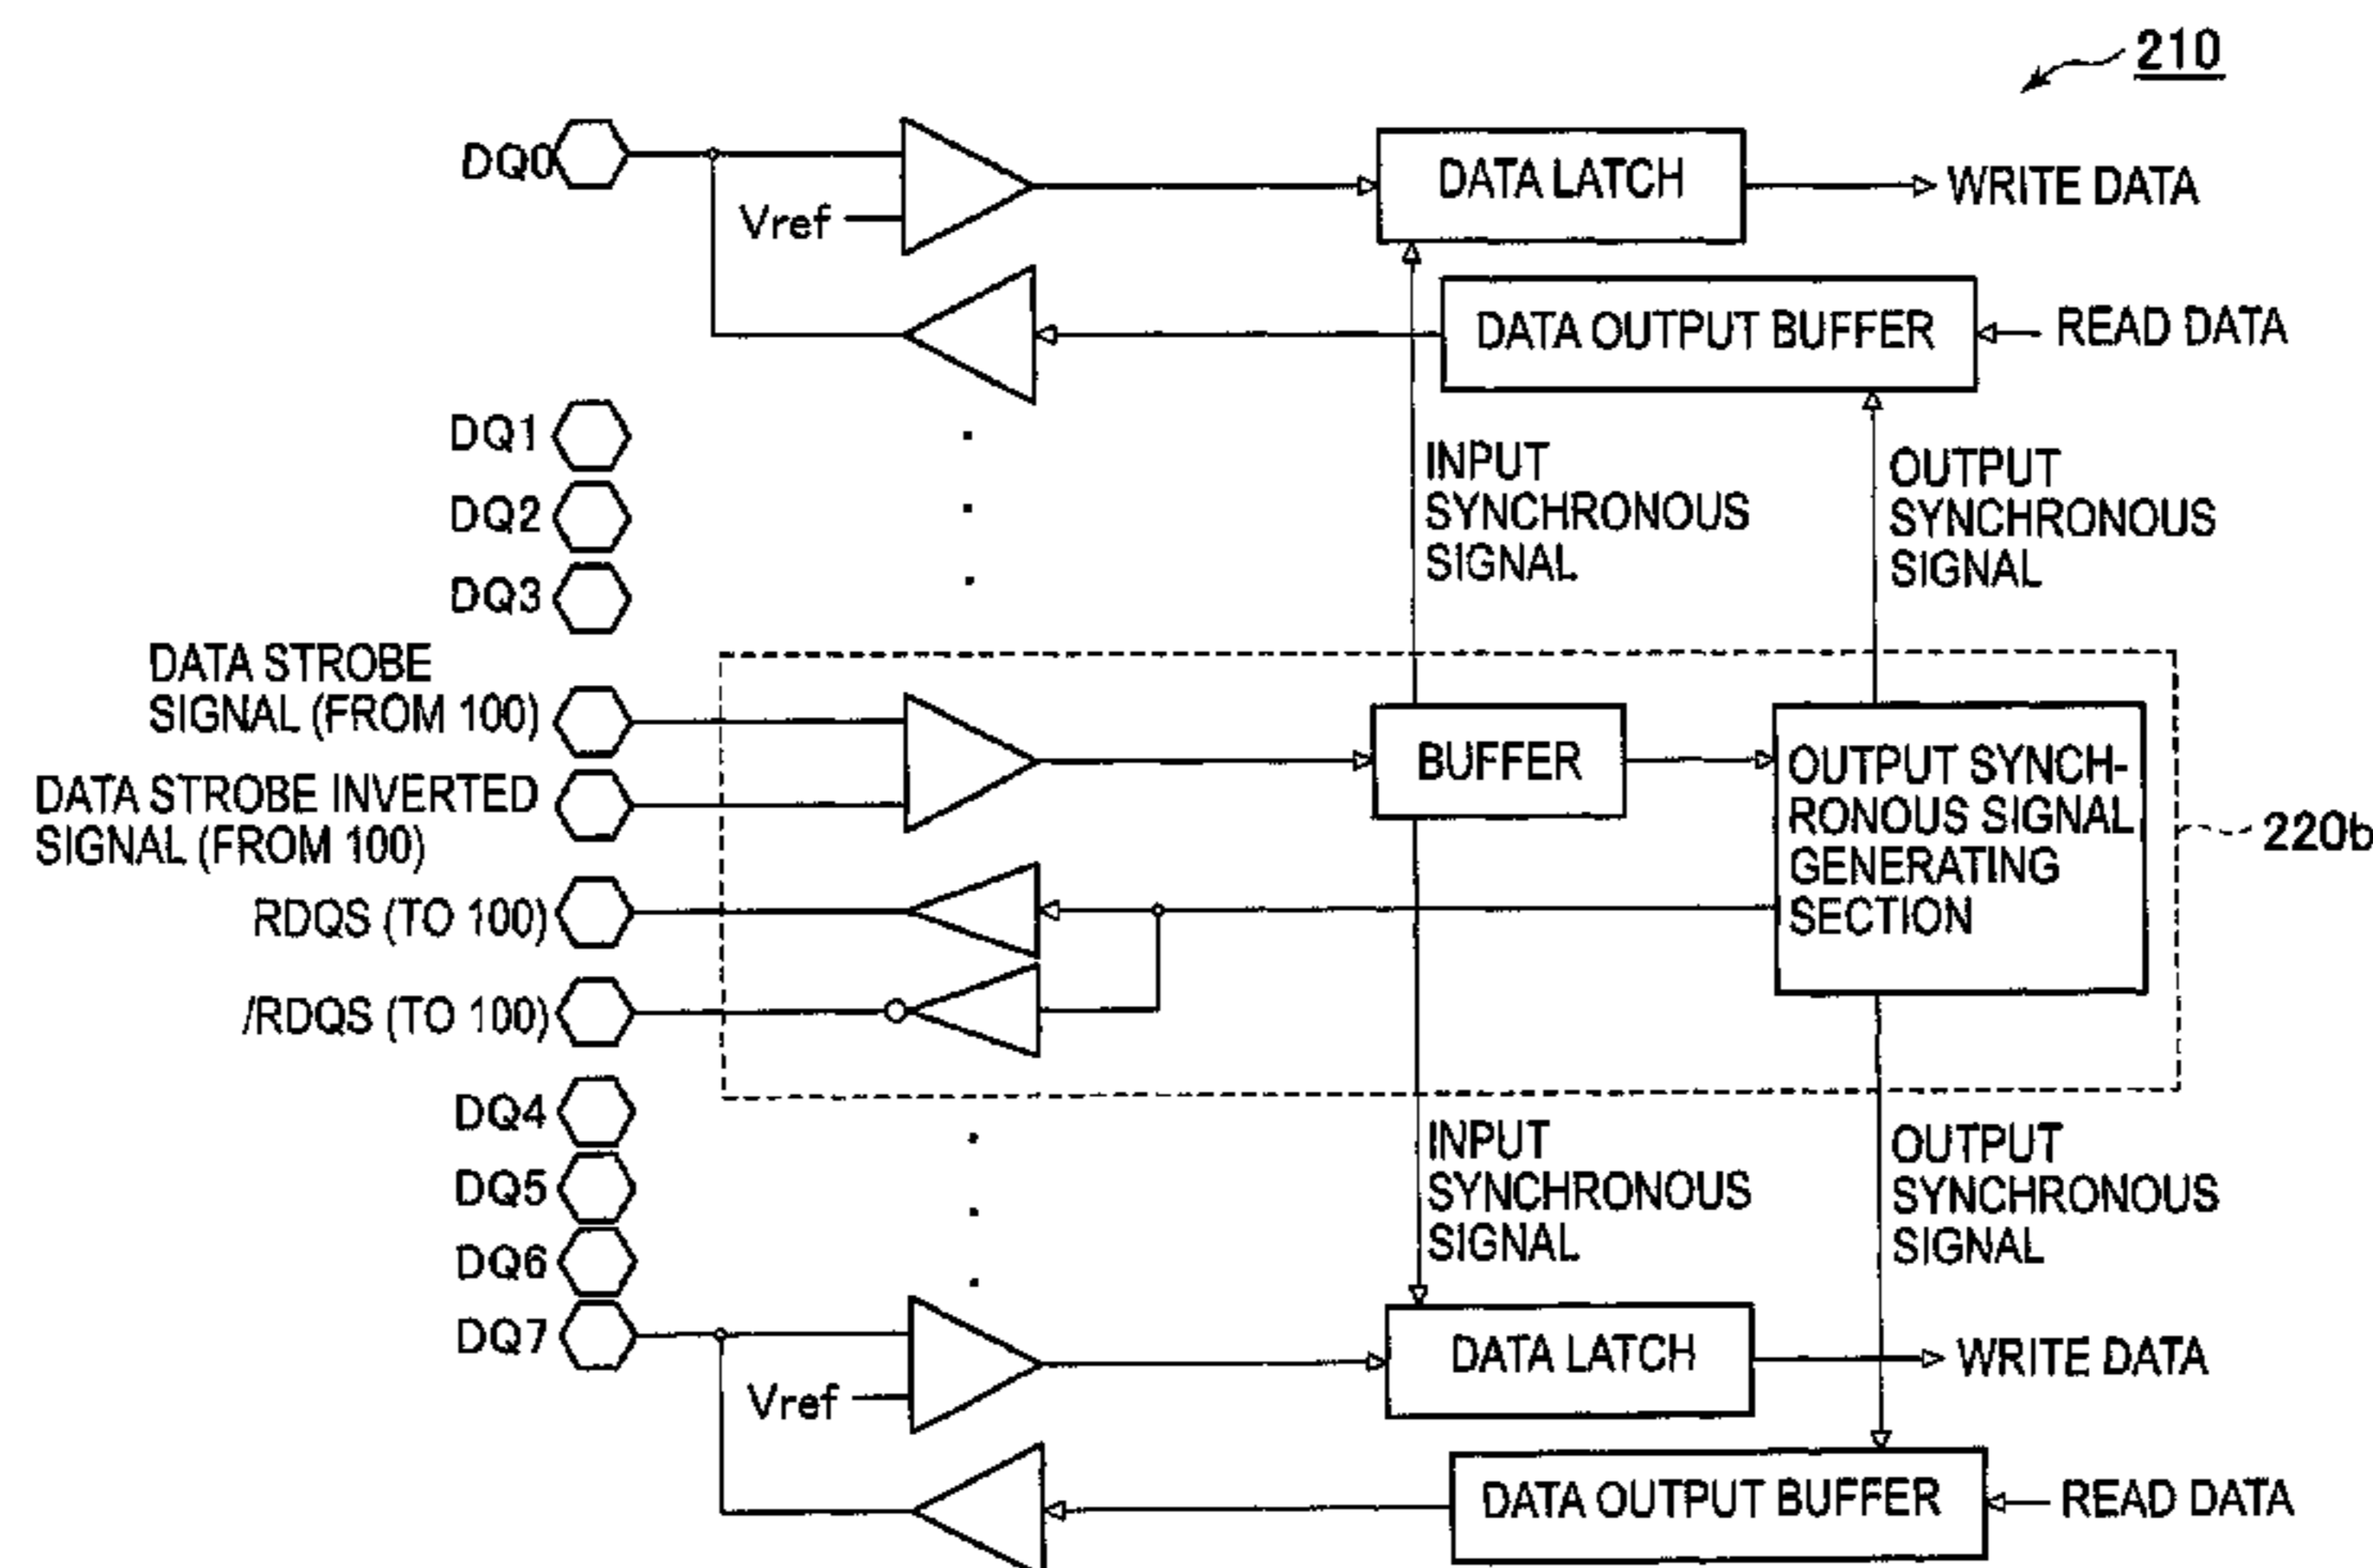 210
DQ0
Vref
DATA LATCH
WRITE DATA
DATA OUTPUT BUFFER
READ DATA
DQ1
DQ2
DQ3
INPUT
SYNCHRONOUS
SIGNAL
OUTPUT
SYNCHRONOUS
SIGNAL
DATA STROBE
SIGNAL (FROM 100)
DATA STROBE INVERTED
SIGNAL (FROM 100)
BUFFER
OUTPUT SYNCH-
RONOUS SIGNAL
GENERATING
SECTION
220b
RDQS (TO 100)
/RDQS (TO 100)
DQ4
DQ5
DQ6
DQ7
INPUT
SYNCHRONOUS
SIGNAL
OUTPUT
SYNCHRONOUS
SIGNAL
Vref
DATA LATCH
WRITE DATA
DATA OUTPUT BUFFER
READ DATA